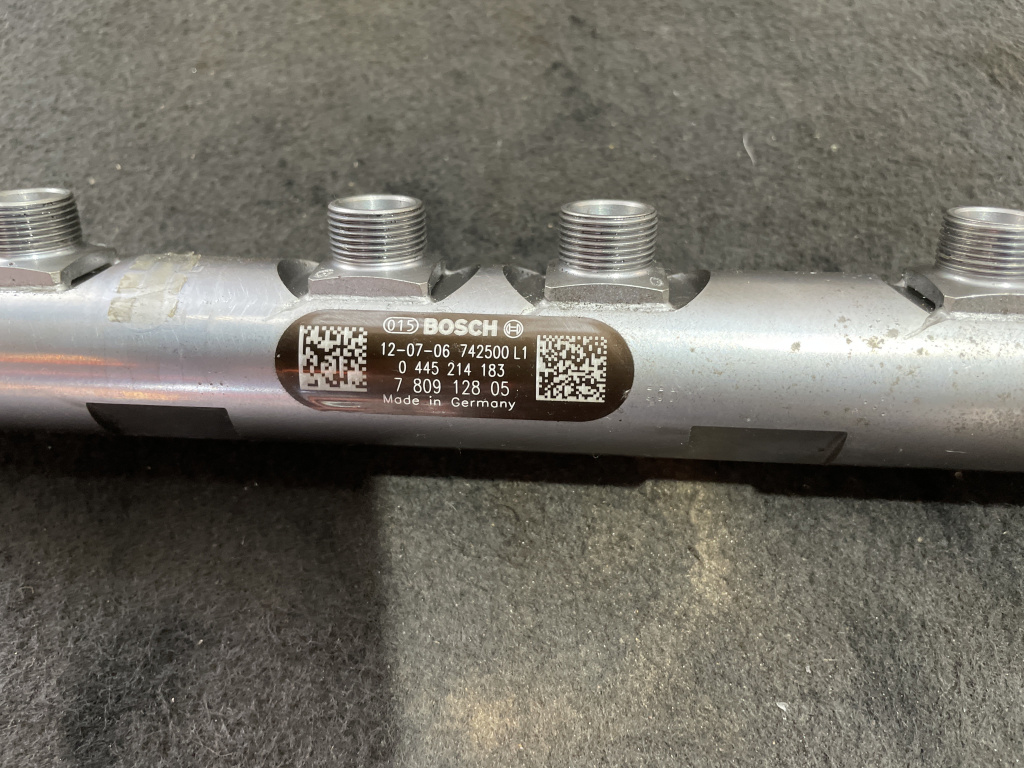 015 BOSCH
12-07-06 742500 L1
0 445 214 183
7 809 128 05
Made in Germany